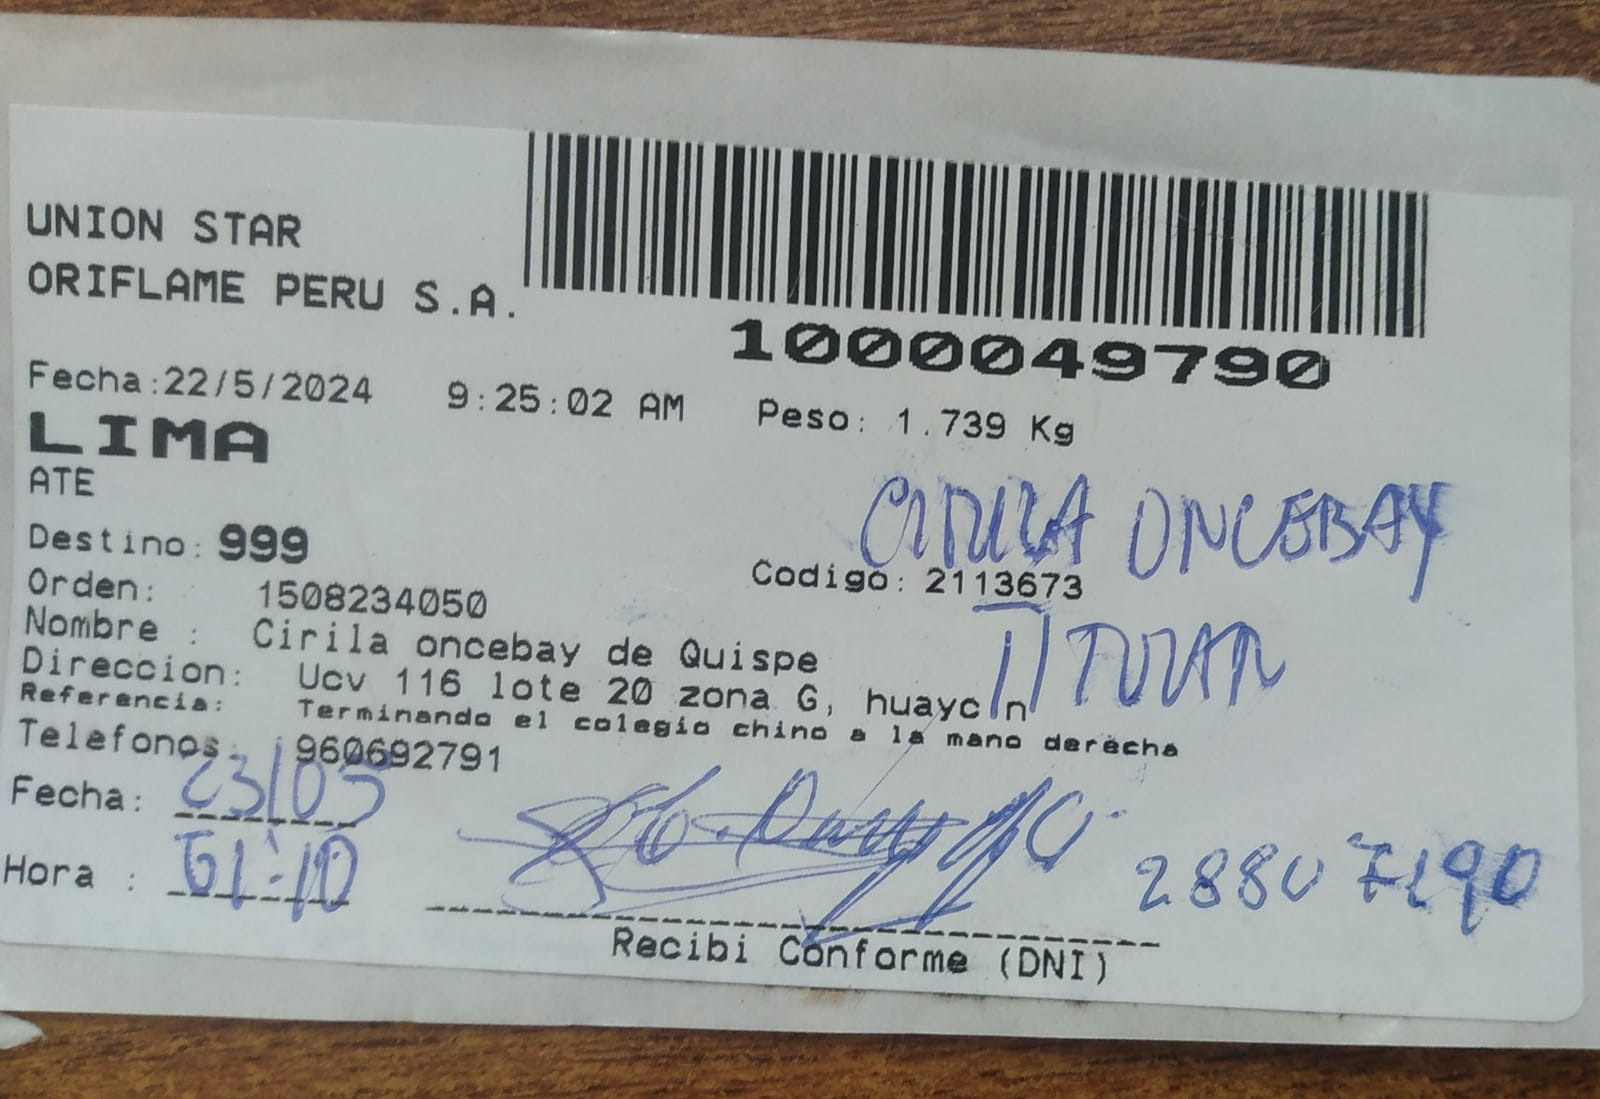 UNION STAR
ORIFLAME PERU S.A.
1000049790
Fecha:22/5/2024 9:25:02 AM Peso: 1.739 Kg
LIMA
ATE
CIRILA ONCEBAY
Destino: 999
Codigo: 2113673
Orden: 1508234050
TITULAR
Nombre : Cirila oncebay de Quispe
Direccion: Ucv 116 lote 20 zona G, huayc n
Referencia: Terminando el colegio chino a la mano derecha
Telefonos: 960692791
Fecha: 23/05
Hora : 01:10
Recibi Conforme (DNI)